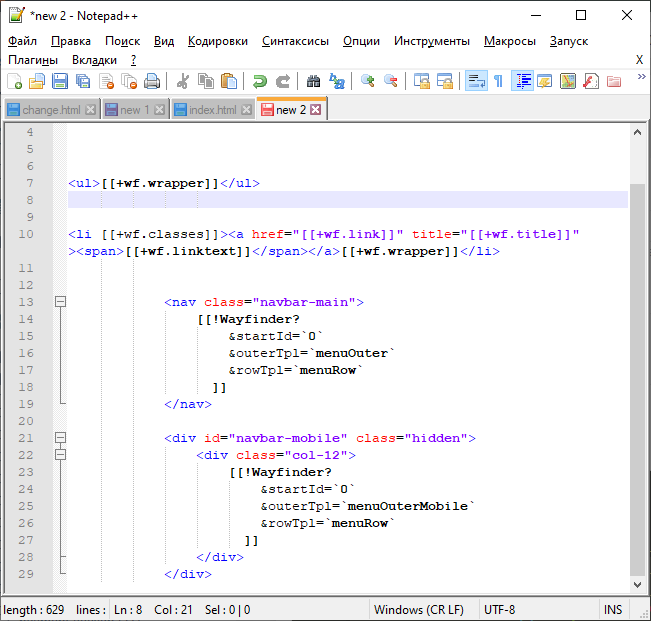 *new 2 - Notepad++
Файл Правка Поиск Вид Кодировки Синтаксисы Опции Инструменты Макросы Запуск
Плагины Вкладки ? X
change.html new 1 index.html new 2
4
5
6
7 <ul>[[+wf.wrapper]]</ul>
8
9
10 <li [[+wf.classes]]><a href="[[+wf.link]]" title="[[+wf.title]]"
><span>[[+wf.linktext]]</span></a>[[+wf.wrapper]]</li>
11
12
13 <nav class="navbar-main">
14 [[!Wayfinder?
15 &startId=`0`
16 &outerTpl=`menuOuter`
17 &rowTpl=`menuRow`
18 ]]
19 </nav>
20
21 <div id="navbar-mobile" class="hidden">
22 <div class="col-12">
23 [[!Wayfinder?
24 &startId=`0`
25 &outerTpl=`menuOuterMobile`
26 &rowTpl=`menuRow`
27 ]]
28 </div>
29 </div>
length : 629 lines : Ln : 8 Col : 21 Sel : 0 | 0 Windows (CR LF) UTF-8 INS